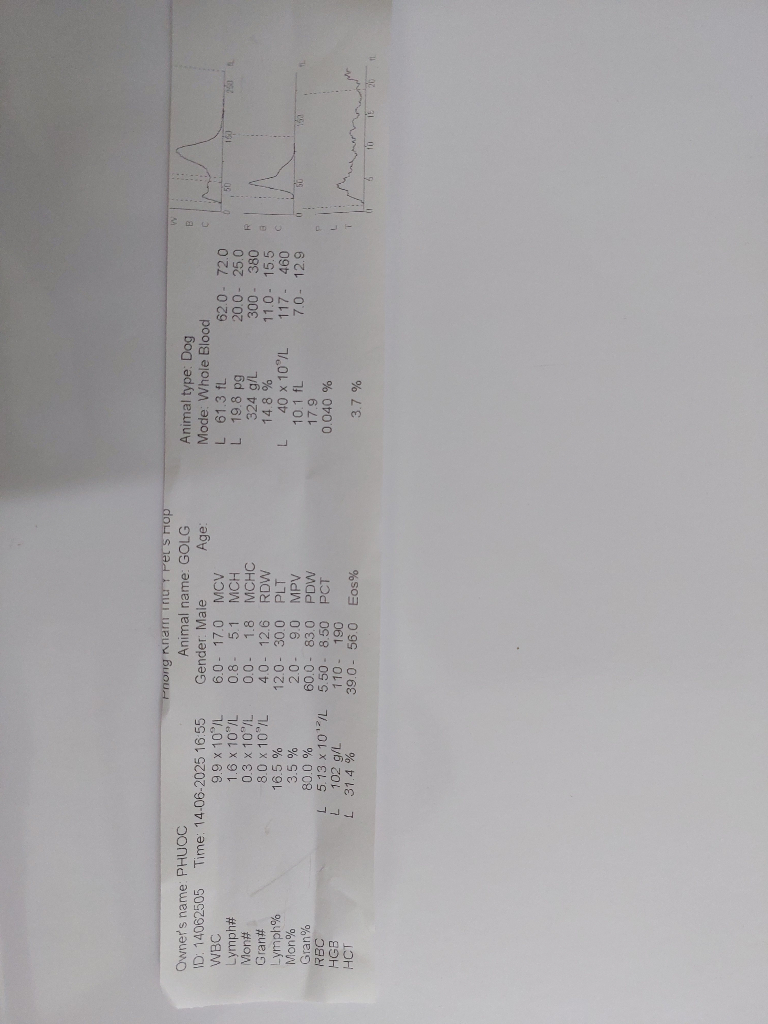 Phòng Khám Thú Y Pet's Hop
Owner's name: PHUOC Animal name: GOLG Animal type: Dog
ID: 14062505 Time: 14-06-2025 16:55 Gender: Male Age: Mode: Whole Blood
WBC 9.9 x 10⁹/L 6.0 - 17.0 MCV L 61.3 fL 62.0 - 72.0
Lymph# 1.6 x 10⁹/L 0.8 - 5.1 MCH L 19.8 pg 20.0 - 25.0
Mon# 0.3 x 10⁹/L 0.0 - 1.8 MCHC 324 g/L 300 - 380
Gran# 8.0 x 10⁹/L 4.0 - 12.6 RDW 14.8 % 11.0 - 15.5
Lymph% 16.5 % 12.0 - 30.0 PLT L 40 x 10⁹/L 117 - 460
Mon% 3.5 % 2.0 - 9.0 MPV 10.1 fL 7.0 - 12.9
Gran% 80.0 % 60.0 - 83.0 PDW 17.9
RBC L 5.13 x 10¹²/L 5.50 - 8.50 PCT 0.040 %
HGB L 102 g/L 110 - 190
HCT L 31.4 % 39.0 - 56.0 Eos% 3.7 %
WBC
0 50 150 250 fL
RBC
0 50 150 fL
PLT
0 5 10 15 20 fL